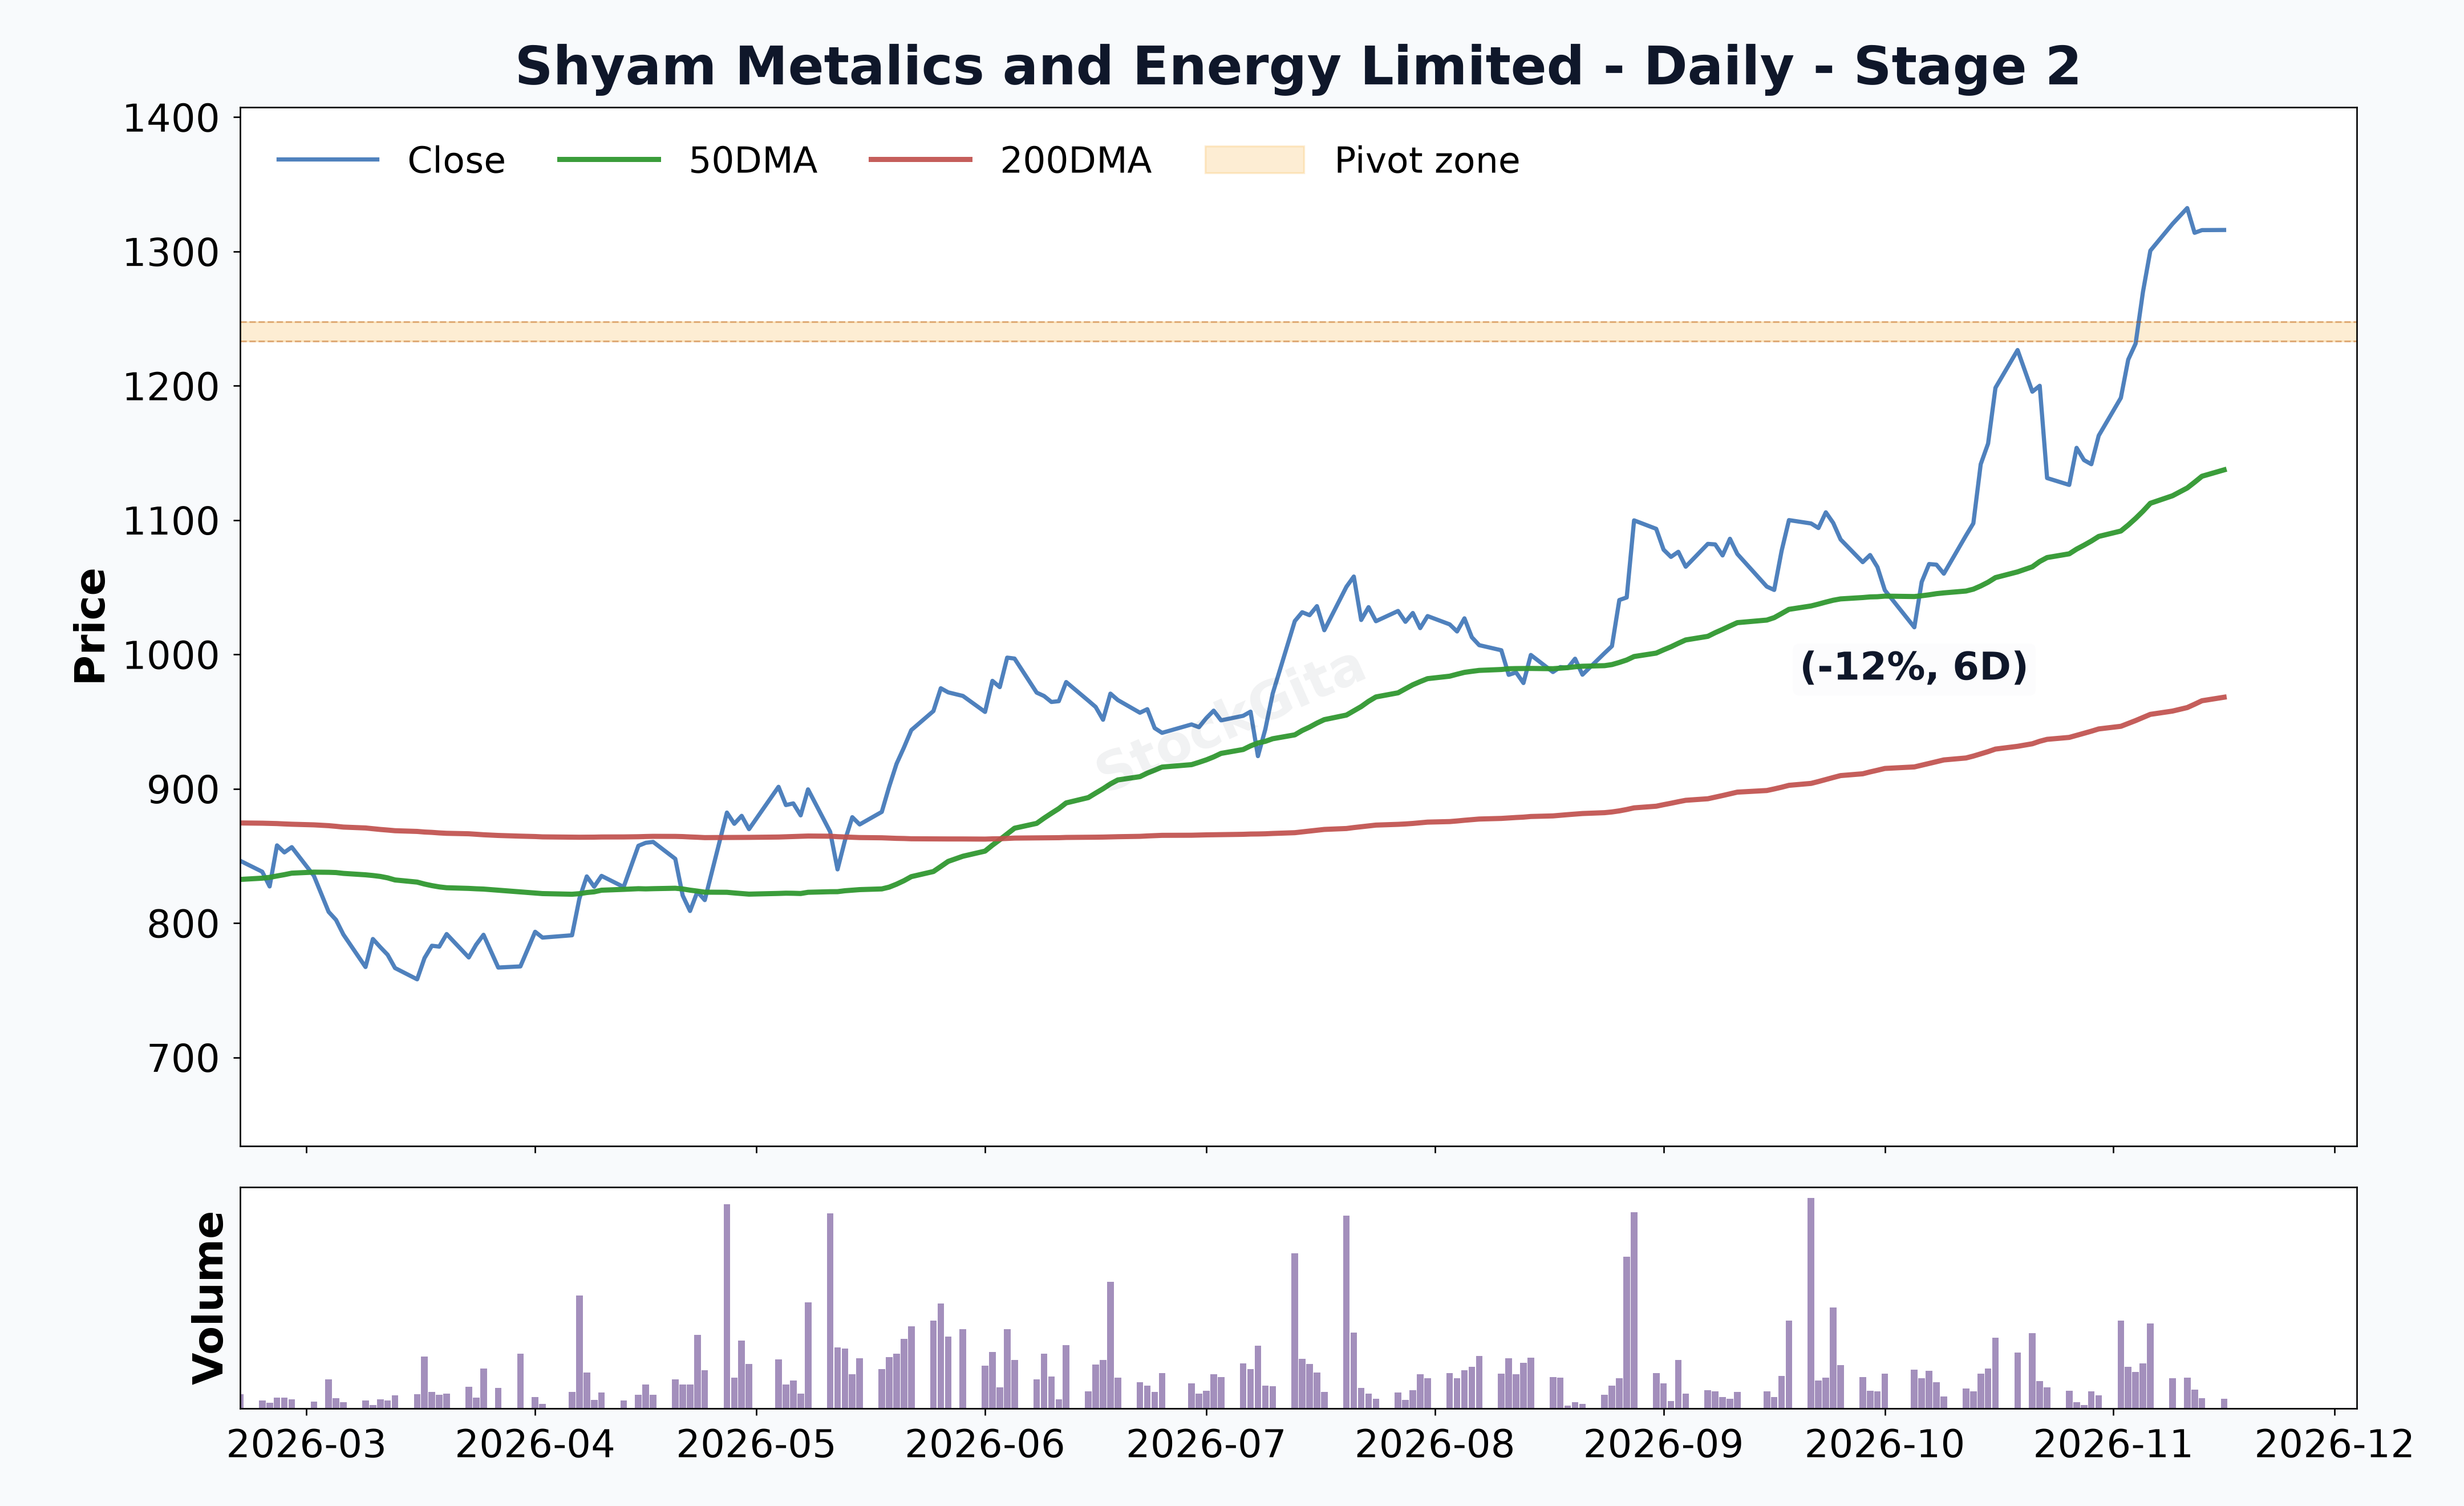 Shyam Metalics and Energy Limited - Daily - Stage 2
Close 50DMA 200DMA Pivot zone
Price
1400
1300
1200
1100
1000
900
800
700
(-12%, 6D)
StockGita
Volume
2026-03 2026-04 2026-05 2026-06 2026-07 2026-08 2026-09 2026-10 2026-11 2026-12